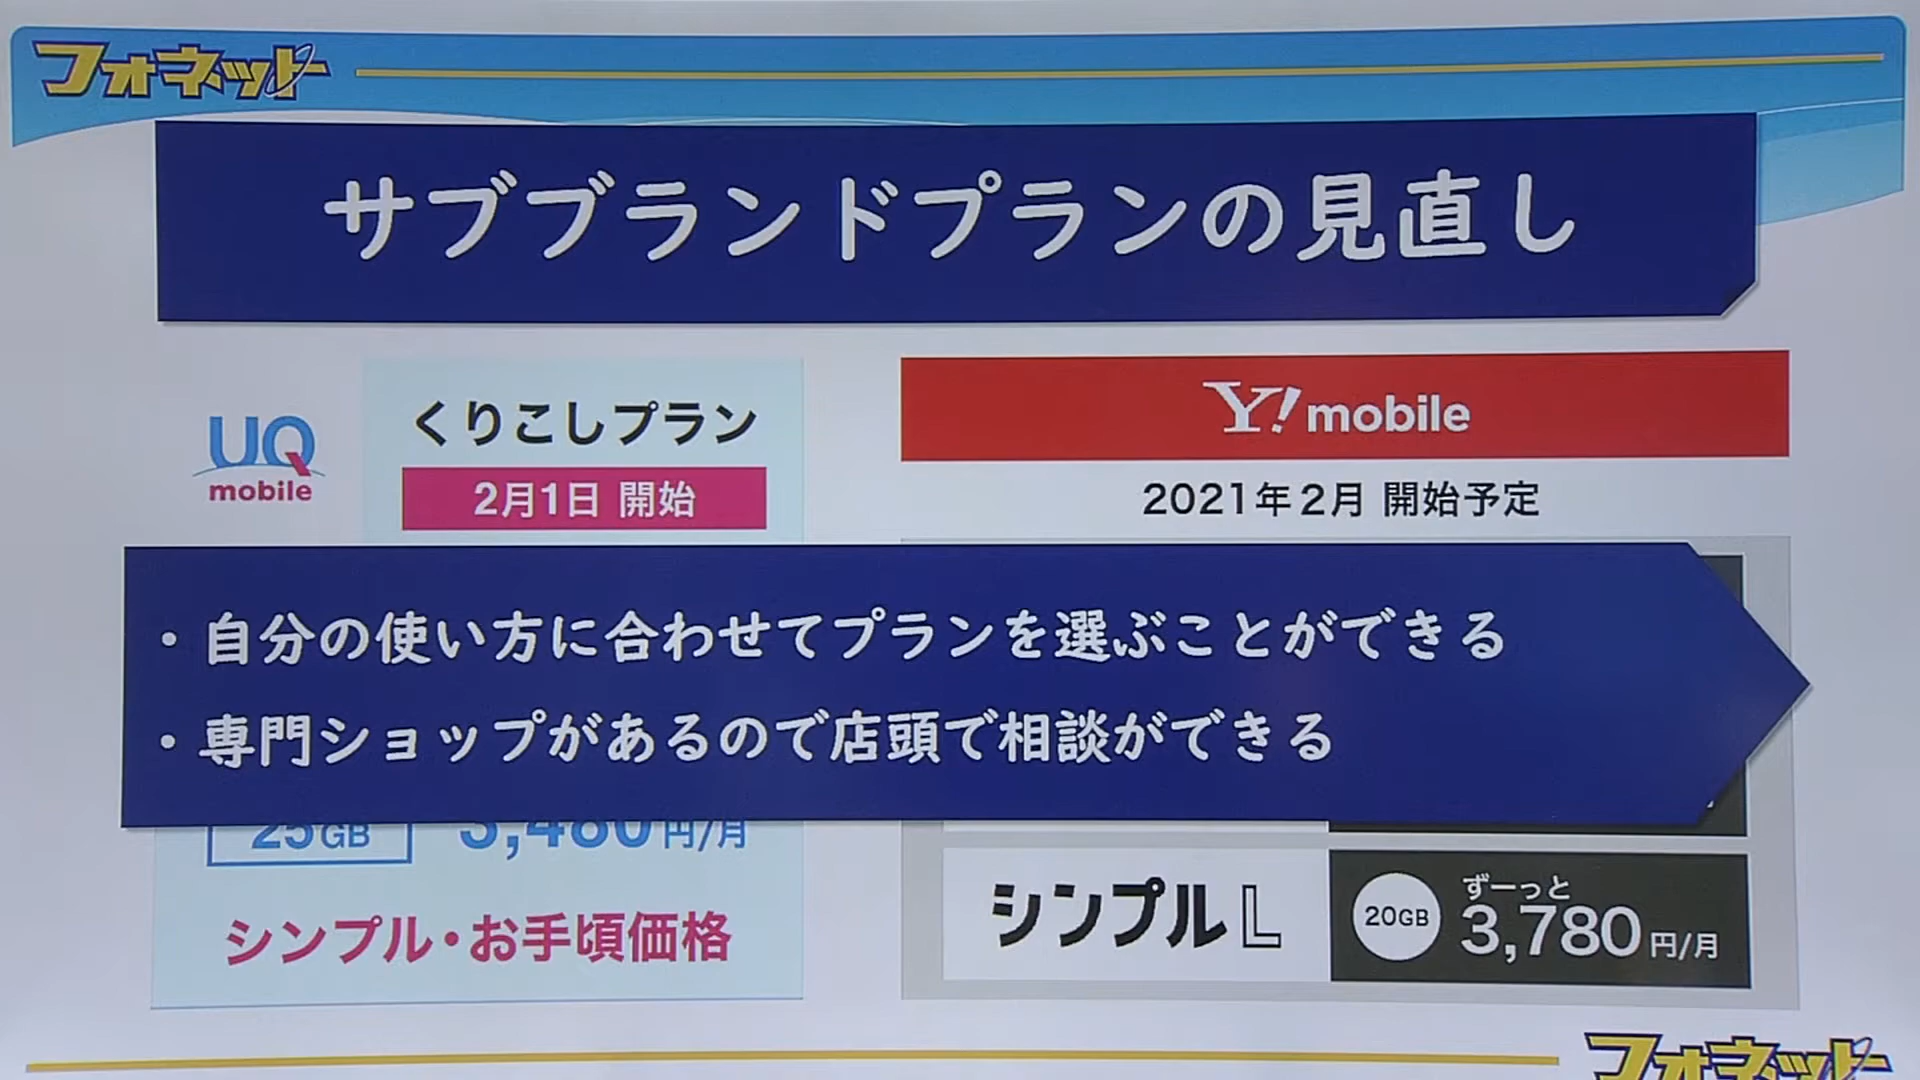 フォネット
サブブランドプランの見直し
UQ
mobile
くりこしプラン
2月1日 開始
Y!mobile
2021年2月 開始予定
・自分の使い方に合わせてプランを選ぶことができる
・専門ショップがあるので店頭で相談ができる
25GB 3,480円/月
シンプル・お手頃価格
シンプルL
20GB
ずーっと
3,780円/月
フォネット